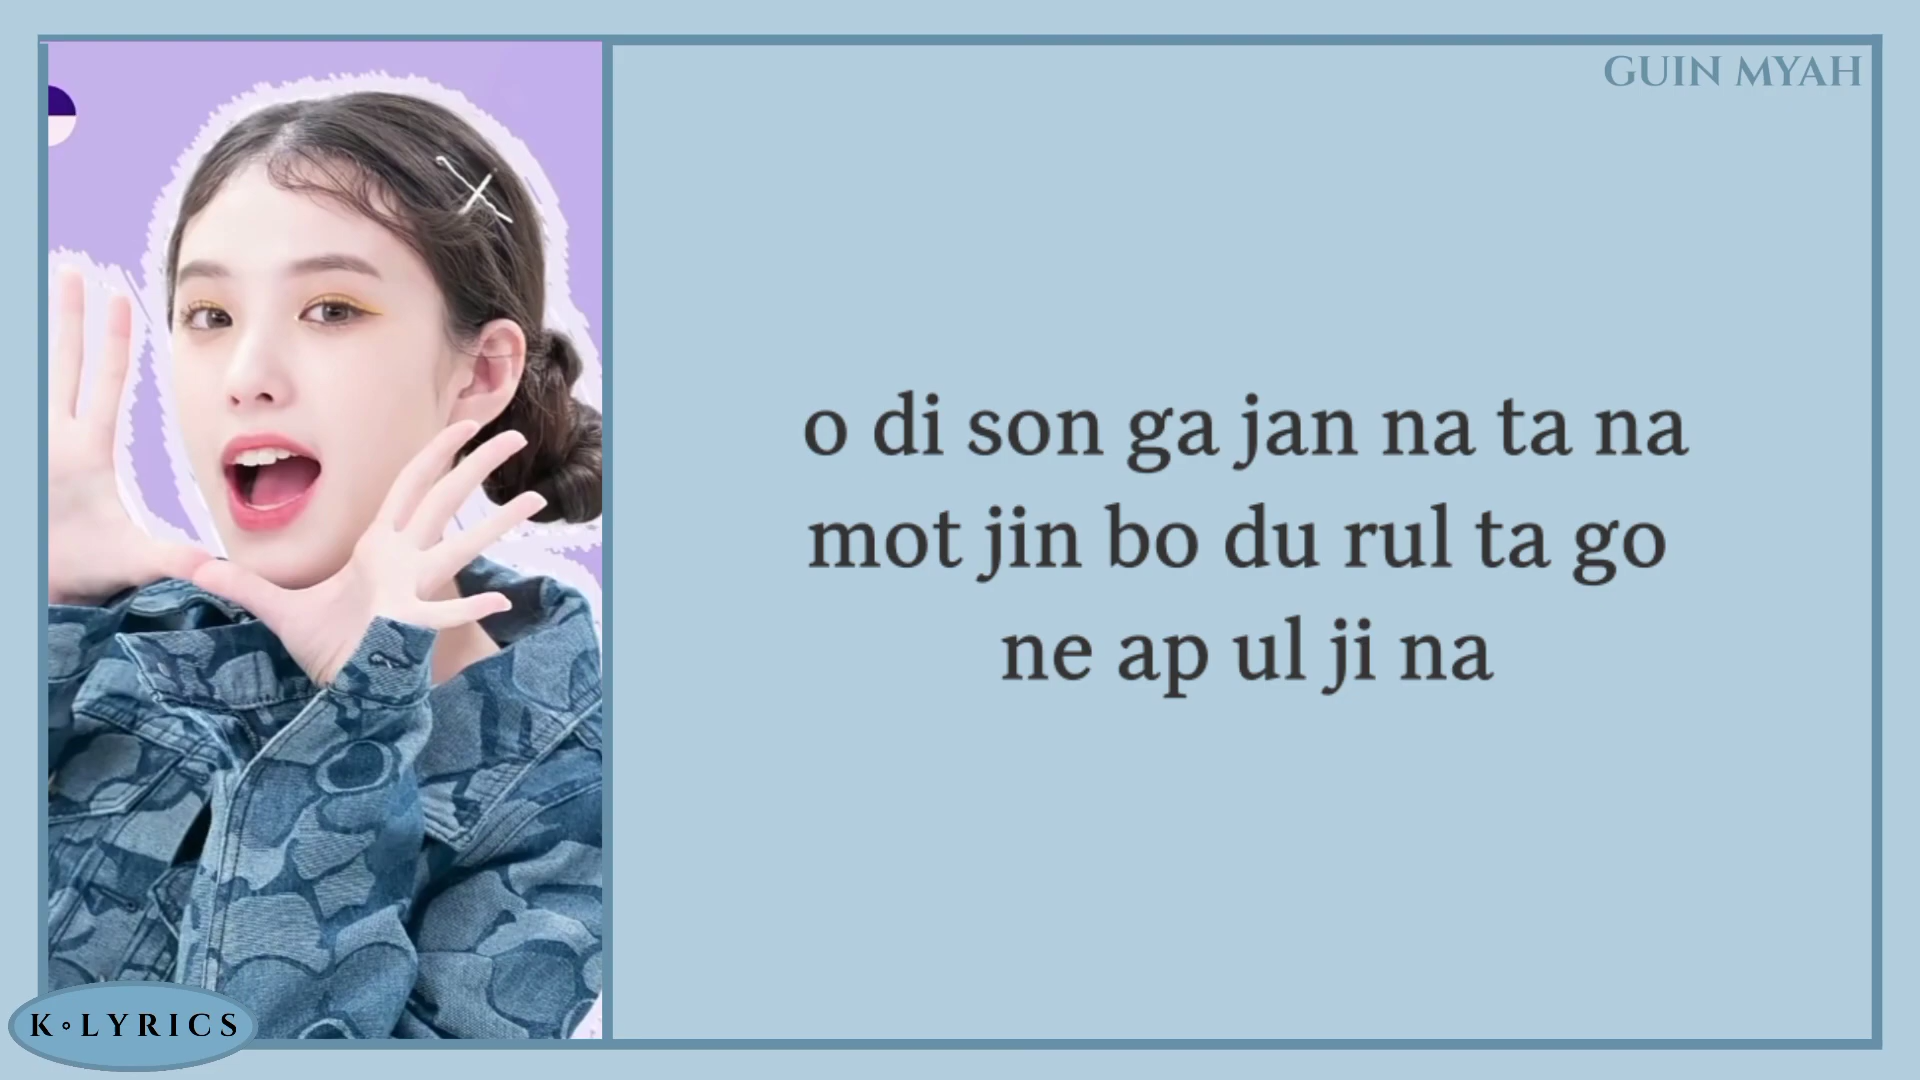 GUIN MYAH
o di son ga jan na ta na
mot jin bo du rul ta go
ne ap ul ji na
K∘LYRICS